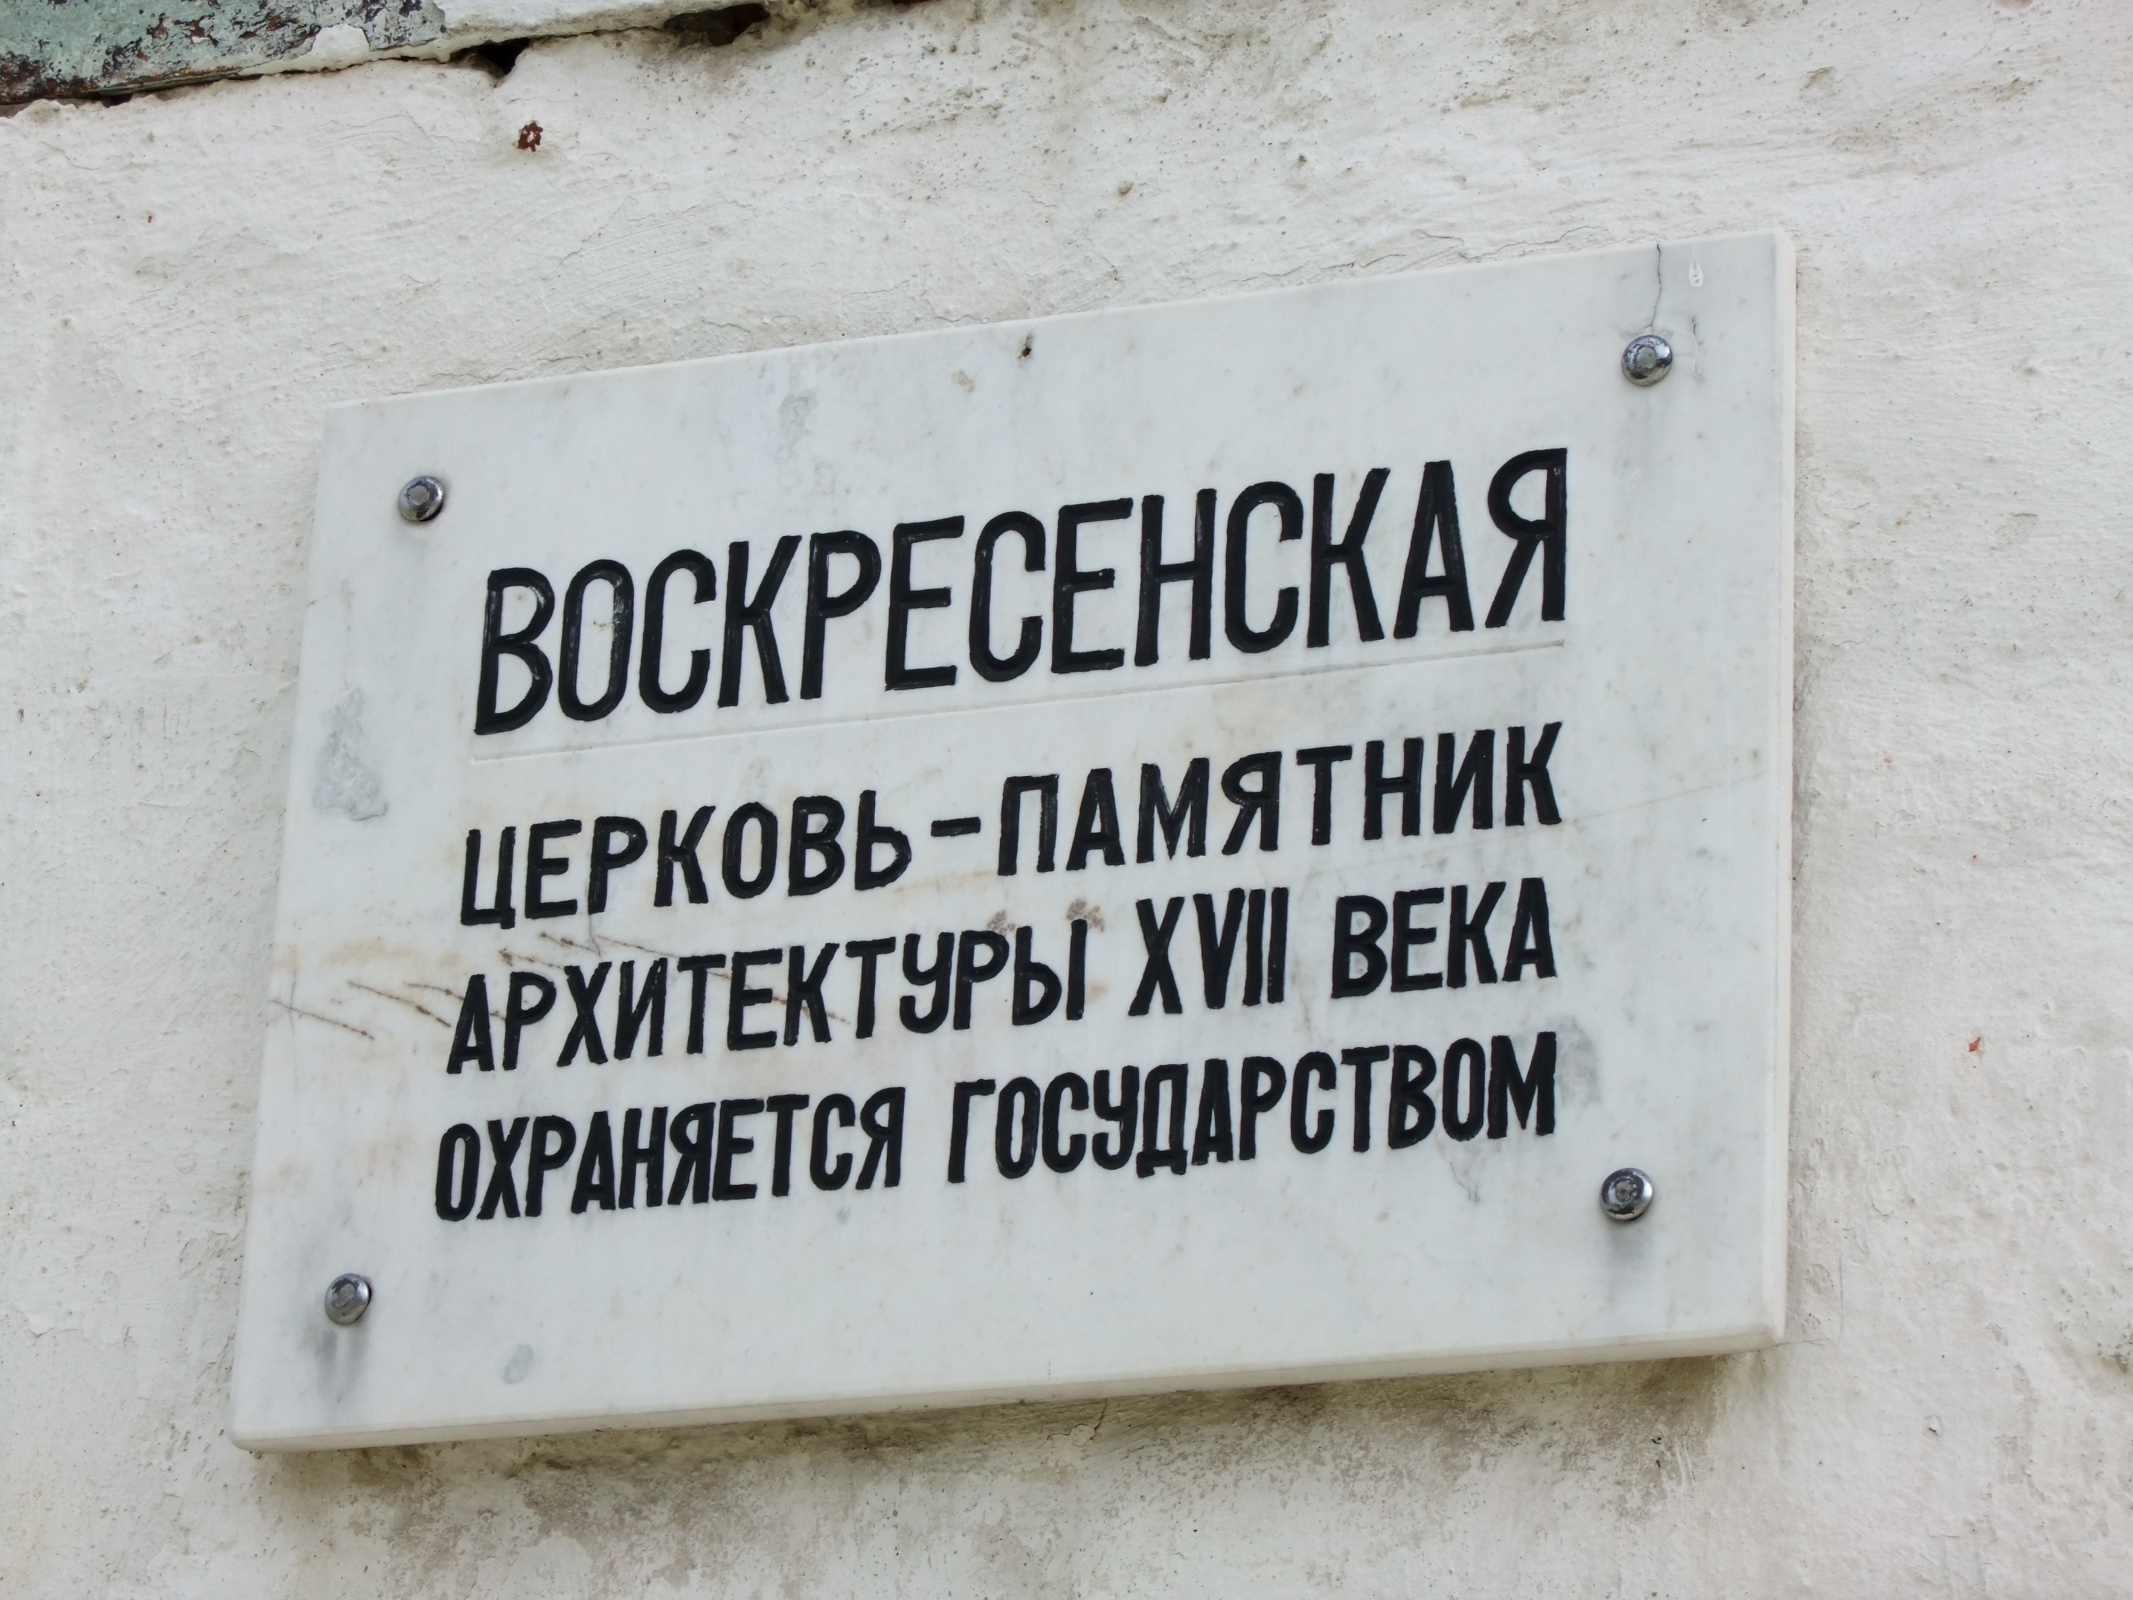 ВОСКРЕСЕНСКАЯ
ЦЕРКОВЬ-ПАМЯТНИК
АРХИТЕКТУРЫ XVII ВЕКА
ОХРАНЯЕТСЯ ГОСУДАРСТВОМ